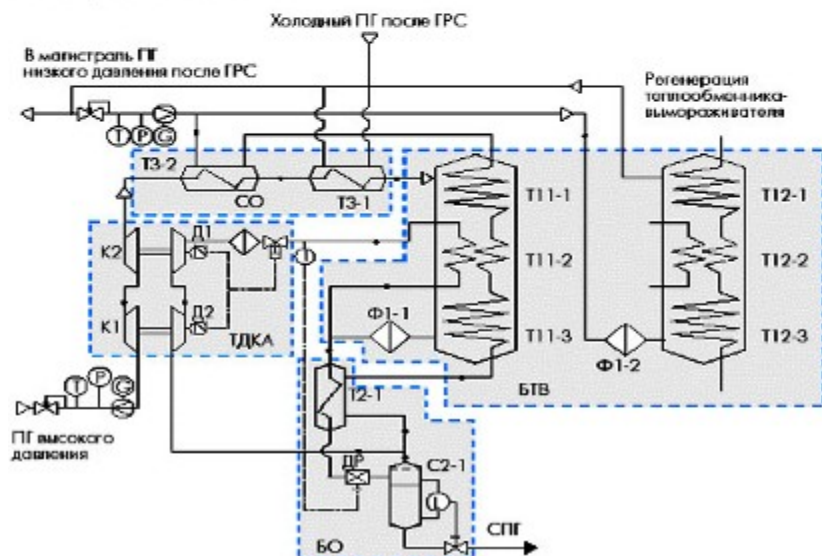 Холодный ПГ после ГРС
В магистраль ПГ
низкого давления после ГРС
Регенерация
теплообменника-
вымораживателя
T P G
Т3-2
СО
Т3-1
Т11-1
Т12-1
К2
Д1
Т11-2
Т12-2
К1
Д2
ТДКА
Ф1-1
Т11-3
Ф1-2
Т12-3
БТВ
T P G
Т2-1
ПГ высокого
давления
ДР
С2-1
L
СПГ
БО